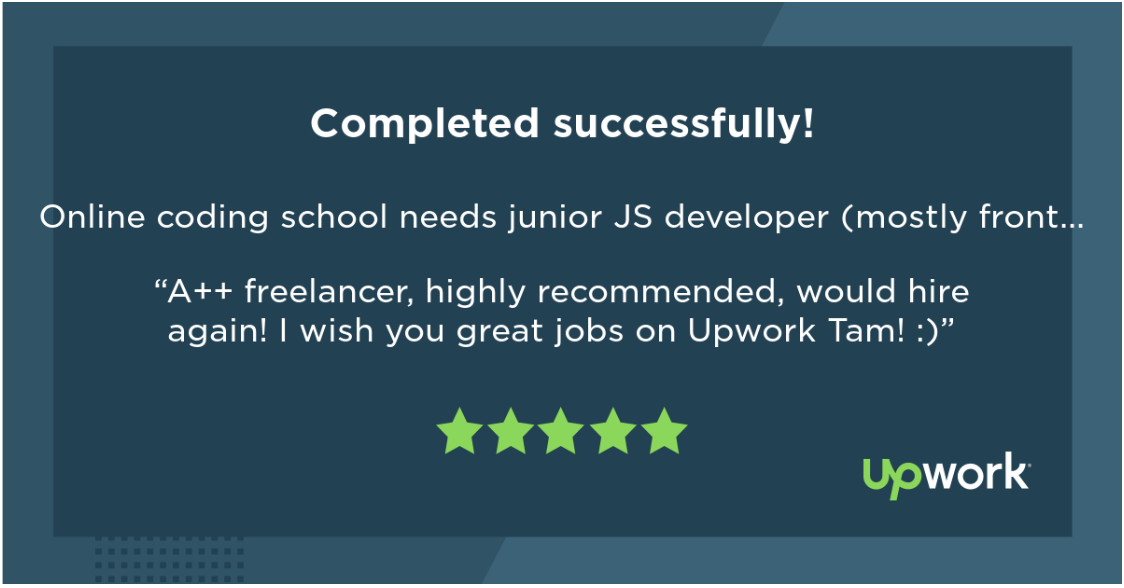 Completed successfully!
Online coding school needs junior JS developer (mostly front...
“A++ freelancer, highly recommended, would hire
again! I wish you great jobs on Upwork Tam! :)”
upwork